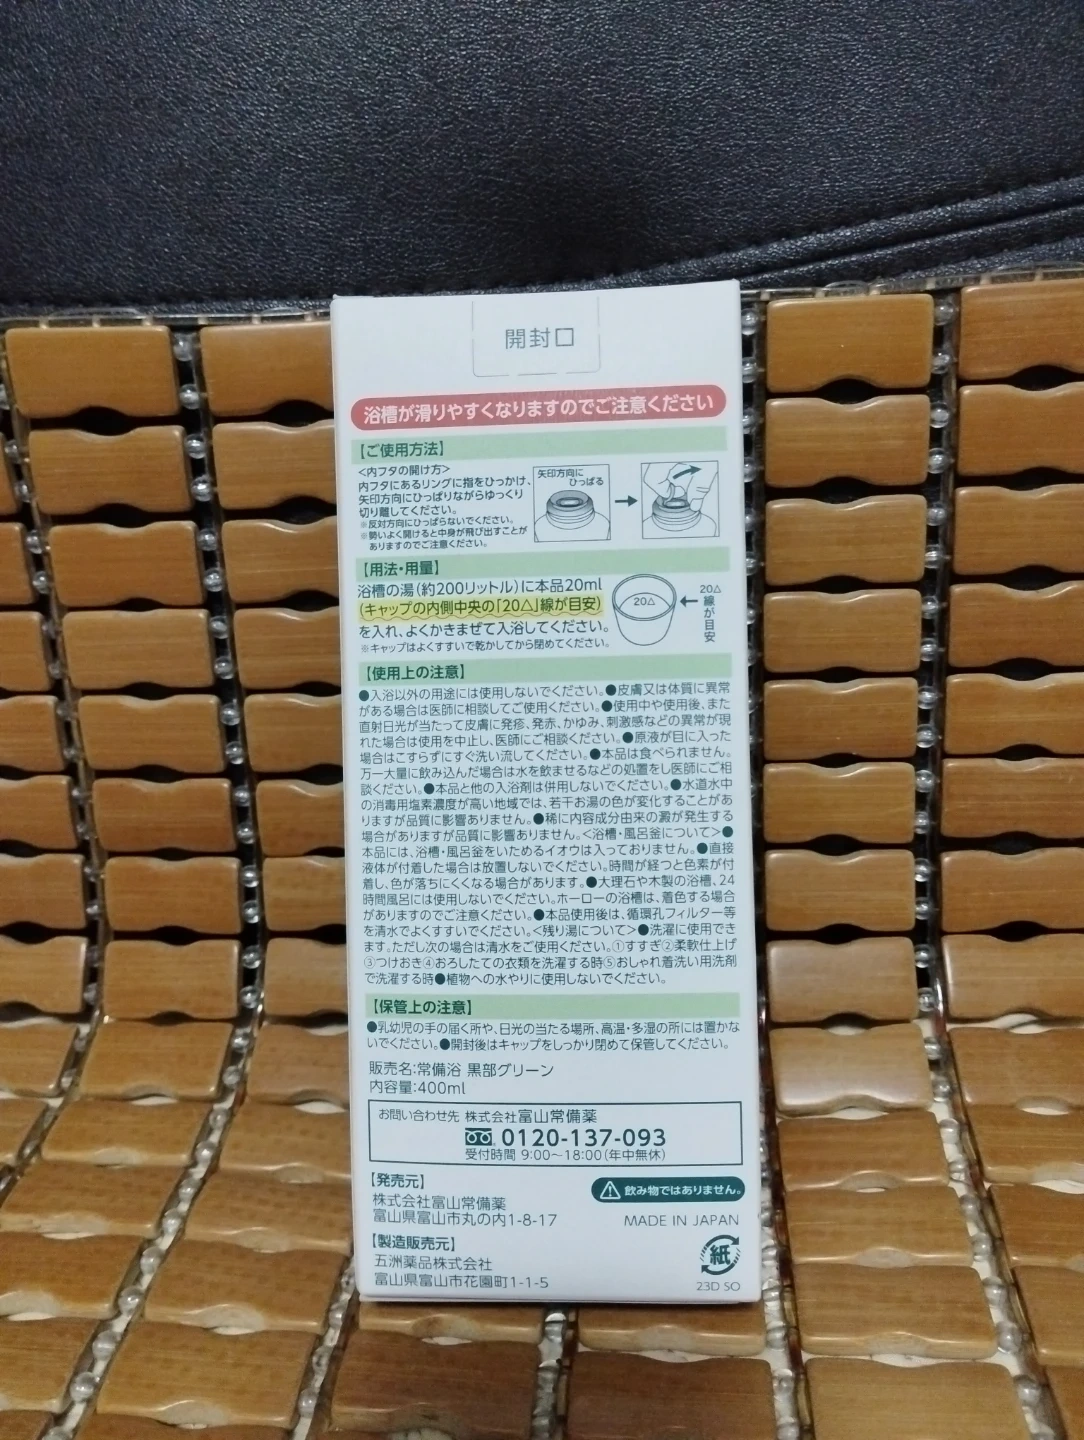 開封口
浴槽が滑りやすくなりますのでご注意ください
【ご使用方法】
<内フタの開け方>
内フタにあるリングに指をひっかけ、
矢印方向にひっぱりながらゆっくり
切り離してください。
※反対方向にひっぱらないでください。
※勢いよく開けると中身が飛び出すことが
ありますのでご注意ください。
矢印方向に
ひっぱる
【用法・用量】
浴槽の湯(約200リットル)に本品20ml
(キャップの内側中央の「20△」線が目安)
を入れ、よくかきまぜて入浴してください。
※キャップはよくすすいで乾かしてから閉めてください。
20△
20△
線が目安
【使用上の注意】
●入浴以外の用途には使用しないでください。●皮膚又は体質に異常
がある場合は医師に相談してご使用ください。●使用中や使用後、また
直射日光が当たって皮膚に発疹、発赤、かゆみ、刺激感などの異常が現
れた場合は使用を中止し、医師にご相談ください。●原液が目に入った
場合はこすらずにすぐ洗い流してください。●本品は食べられません。
万一大量に飲み込んだ場合は水を飲ませるなどの処置をし医師にご相
談ください。●本品と他の入浴剤は併用しないでください。●水道水中
の消毒用塩素濃度が高い地域では、若干お湯の色が変化することがあ
りますが品質に影響ありません。●稀に内容成分由来の澱が発生する
場合がありますが品質に影響ありません。<浴槽・風呂釜について>●
本品には、浴槽・風呂釜をいためるイオウは入っておりません。●直接
液体が付着した場合は放置しないでください。時間が経つと色素が付
着し、色が落ちにくくなる場合があります。●大理石や木製の浴槽、24
時間風呂には使用しないでください。ホーローの浴槽は、着色する場合
がありますのでご注意ください。●本品使用後は、循環孔フィルター等
を清水でよくすすいでください。<残り湯について>●洗濯に使用でき
ます。ただし次の場合は清水をご使用ください。①すすぎ②柔軟仕上げ
③つけおき④おろしたての衣類を洗濯する時⑤おしゃれ着洗い用洗剤
で洗濯する時●植物への水やりに使用しないでください。
【保管上の注意】
●乳幼児の手の届く所や、日光の当たる場所、高温・多湿の所には置かな
いでください。●開封後はキャップをしっかり閉めて保管してください。
販売名:常備浴 黒部グリーン
内容量:400ml
お問い合わせ先 株式会社富山常備薬
0120-137-093
受付時間 9:00～18:00(年中無休)
【発売元】
株式会社富山常備薬
富山県富山市丸の内1-8-17
【製造販売元】
五洲薬品株式会社
富山県富山市花園町1-1-5
飲み物ではありません。
MADE IN JAPAN
紙
23D SO